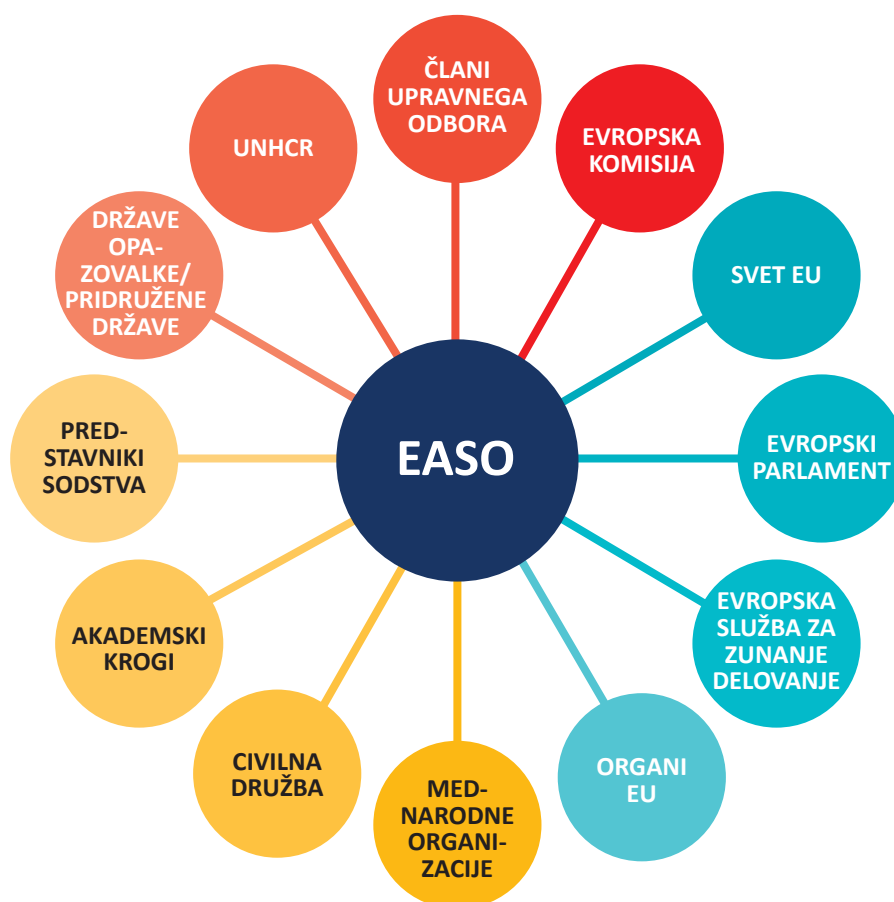 ČLANI
UPRAVNEGA
ODBORA
EVROPSKA
KOMISIJA
SVET EU
EVROPSKI
PARLAMENT
EVROPSKA
SLUŽBA ZA
ZUNANJE
DELOVANJE
ORGANI
EU
MED-
NARODNE
ORGANI-
ZACIJE
CIVILNA
DRUŽBA
AKADEMSKI
KROGI
PRED-
STAVNIKI
SODSTVA
DRŽAVE
OPA-
ZOVALKE/
PRIDRUŽENE
DRŽAVE
UNHCR
EASO